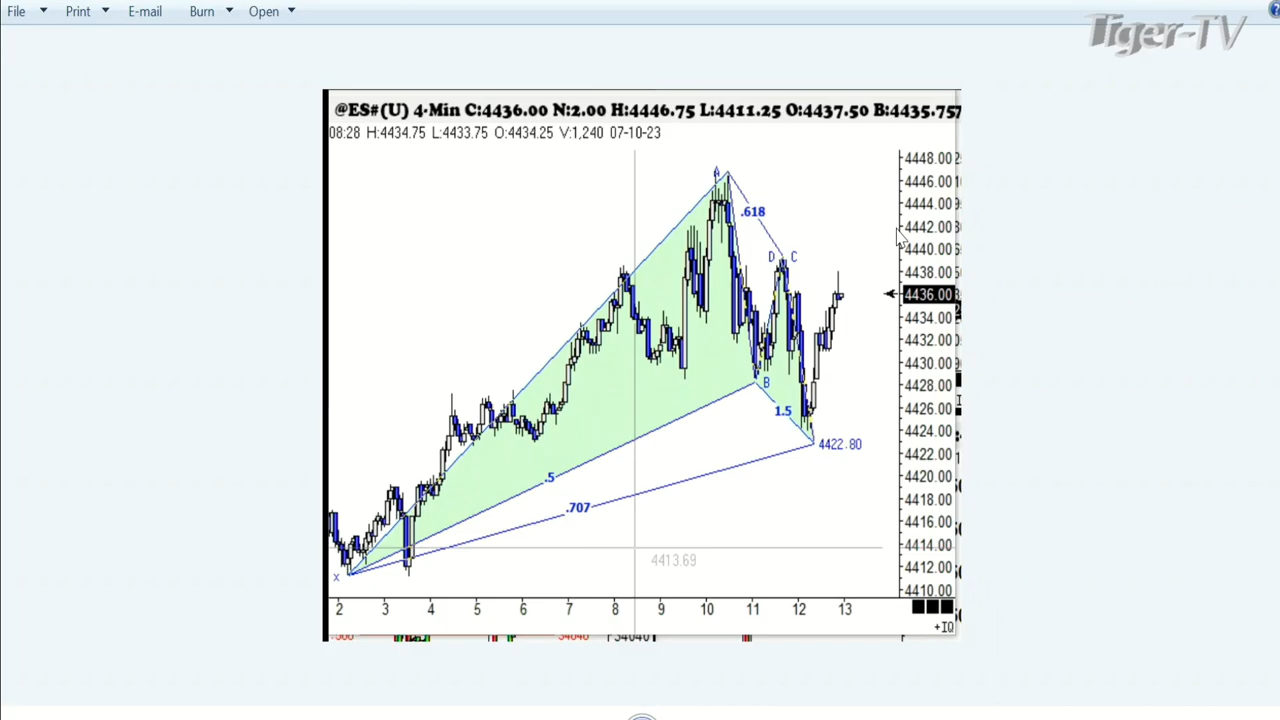 File Print E-mail Burn Open
Tiger-TV
@ES#(U) 4-Min C:4436.00 N:2.00 H:4446.75 L:4411.25 O:4437.50 B:4435.75
08:28 H:4434.75 L:4433.75 O:4434.25 V:1,240 07-10-23
4448.00
4446.00
4444.00
4442.00
4440.00
4438.00
4436.00
4434.00
4432.00
4430.00
4428.00
4426.00
4424.00
4422.00
4420.00
4418.00
4416.00
4414.00
4412.00
4410.00
A
.618
D C
B
1.5
4422.80
.5
.707
4413.69
X
2 3 4 5 6 7 8 9 10 11 12 13
+IQ